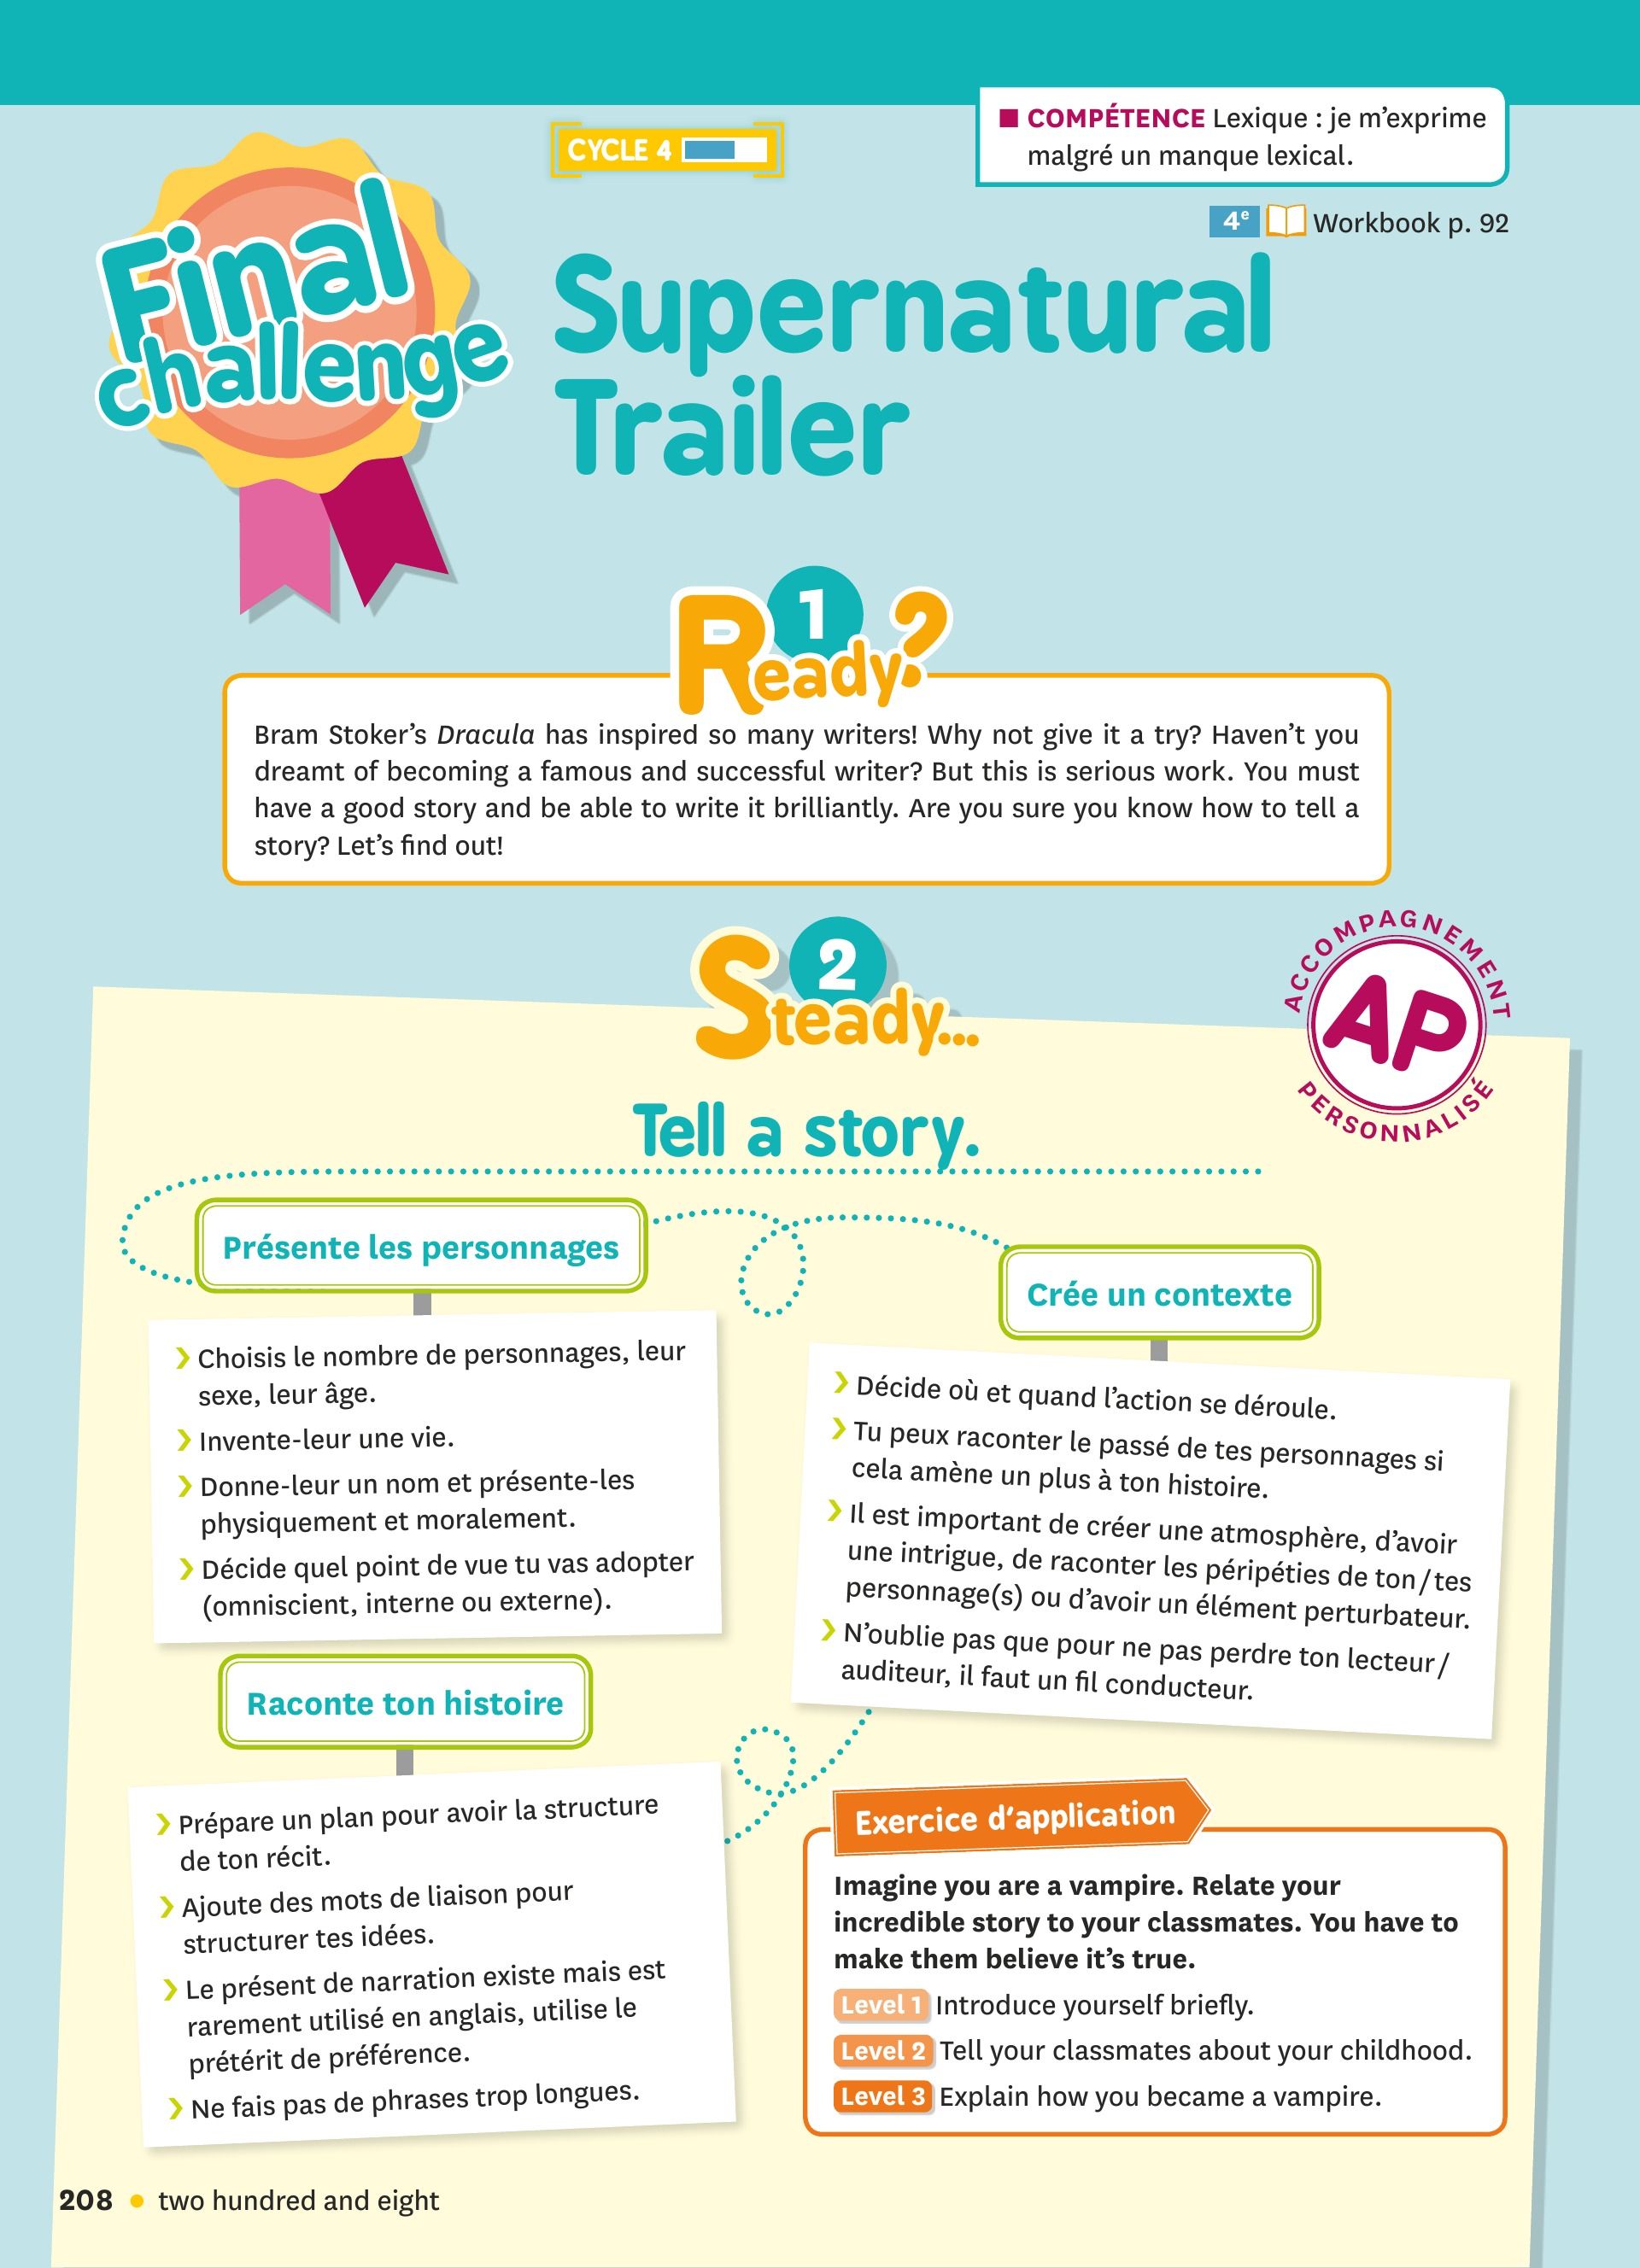 CYCLE 4
■ COMPÉTENCE Lexique : je m'exprime
malgré un manque lexical.
4e Workbook p. 92
Final
challenge
Supernatural
Trailer
1
Ready?
Bram Stoker's Dracula has inspired so many writers! Why not give it a try? Haven't you
dreamt of becoming a famous and successful writer? But this is serious work. You must
have a good story and be able to write it brilliantly. Are you sure you know how to tell a
story? Let's find out!
2
Steady...
ACCOMPAGNEMENT
AP
PERSONNALISÉ
Tell a story.
Présente les personnages
❯ Choisis le nombre de personnages, leur
sexe, leur âge.
❯ Invente-leur une vie.
❯ Donne-leur un nom et présente-les
physiquement et moralement.
❯ Décide quel point de vue tu vas adopter
(omniscient, interne ou externe).
Crée un contexte
❯ Décide où et quand l'action se déroule.
❯ Tu peux raconter le passé de tes personnages si
cela amène un plus à ton histoire.
❯ Il est important de créer une atmosphère, d'avoir
une intrigue, de raconter les péripéties de ton/tes
personnage(s) ou d'avoir un élément perturbateur.
❯ N'oublie pas que pour ne pas perdre ton lecteur/
auditeur, il faut un fil conducteur.
Raconte ton histoire
❯ Prépare un plan pour avoir la structure
de ton récit.
❯ Ajoute des mots de liaison pour
structurer tes idées.
❯ Le présent de narration existe mais est
rarement utilisé en anglais, utilise le
prétérit de préférence.
❯ Ne fais pas de phrases trop longues.
Exercice d'application
Imagine you are a vampire. Relate your
incredible story to your classmates. You have to
make them believe it's true.
Level 1 Introduce yourself briefly.
Level 2 Tell your classmates about your childhood.
Level 3 Explain how you became a vampire.
208 • two hundred and eight